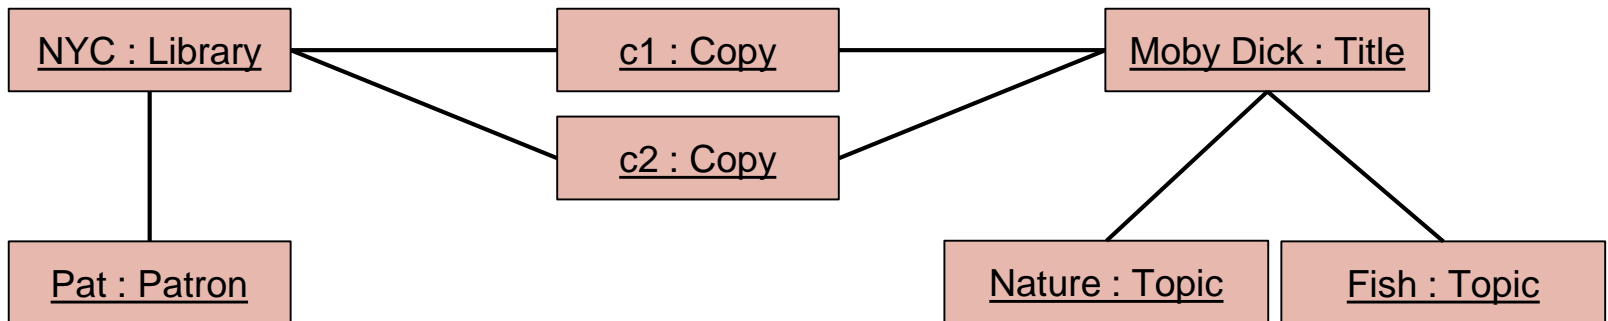 NYC : Library
c1 : Copy
Moby Dick : Title
c2 : Copy
Pat : Patron
Nature : Topic
Fish : Topic